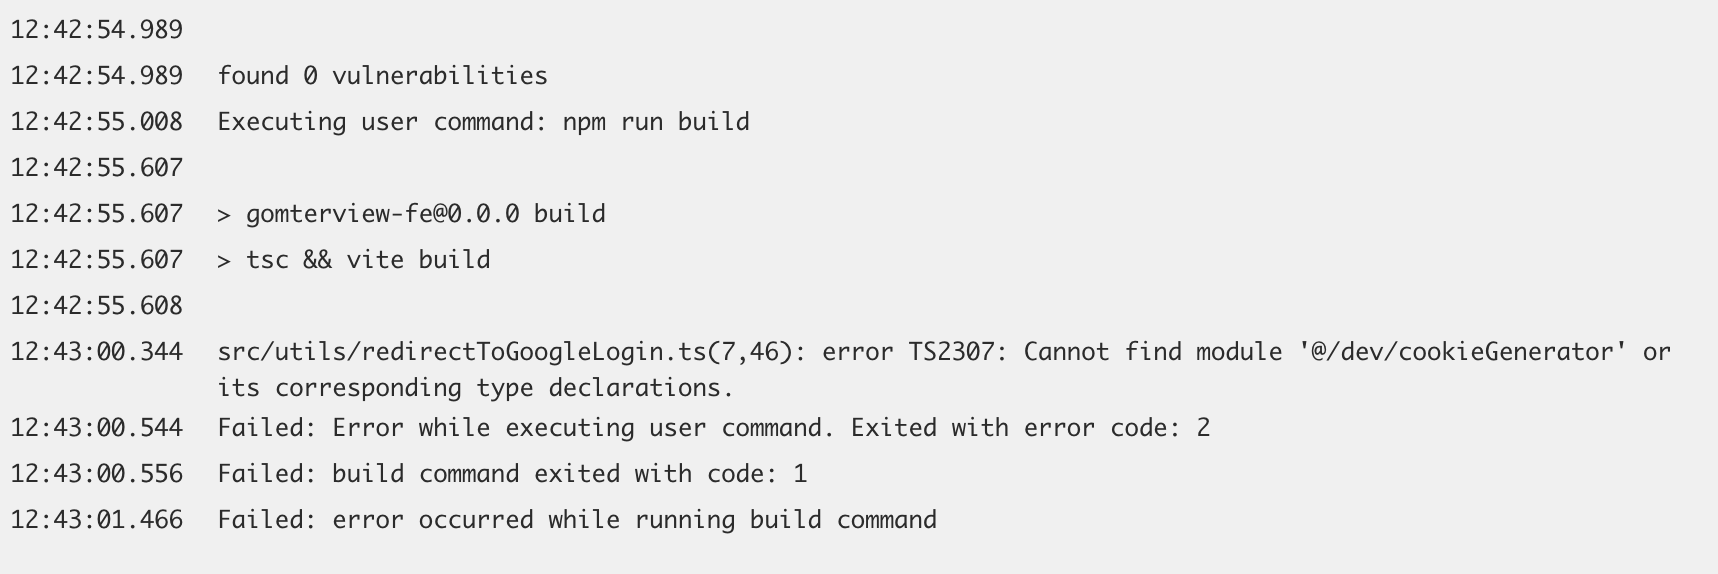 12:42:54.989
12:42:54.989 found 0 vulnerabilities
12:42:55.008 Executing user command: npm run build
12:42:55.607
12:42:55.607 > gomterview-fe@0.0.0 build
12:42:55.607 > tsc && vite build
12:42:55.608
12:43:00.344 src/utils/redirectToGoogleLogin.ts(7,46): error TS2307: Cannot find module '@/dev/cookieGenerator' or
its corresponding type declarations.
12:43:00.544 Failed: Error while executing user command. Exited with error code: 2
12:43:00.556 Failed: build command exited with code: 1
12:43:01.466 Failed: error occurred while running build command